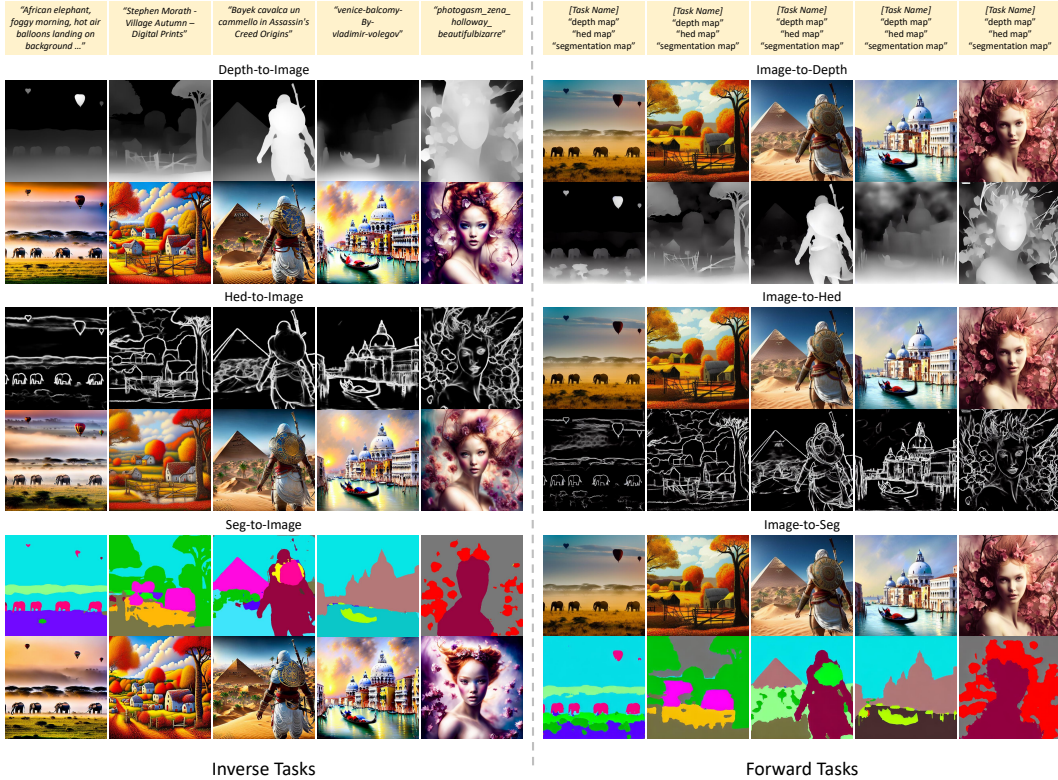 "African elephant,
foggy morning, hot air
balloons landing on
background …"
"Stephen Morath -
Village Autumn –
Digital Prints"
"Bayek cavalca un
cammello in Assassin's
Creed Origins"
"venice-balcomy-
By-
vladimir-volegov"
"photogasm_zena_
holloway_
beautifulbizarre"
[Task Name]
"depth map"
"hed map"
"segmentation map"
[Task Name]
"depth map"
"hed map"
"segmentation map"
[Task Name]
"depth map"
"hed map"
"segmentation map"
[Task Name]
"depth map"
"hed map"
"segmentation map"
[Task Name]
"depth map"
"hed map"
"segmentation map"
Depth-to-Image
Image-to-Depth
Hed-to-Image
Image-to-Hed
Seg-to-Image
Image-to-Seg
Inverse Tasks
Forward Tasks